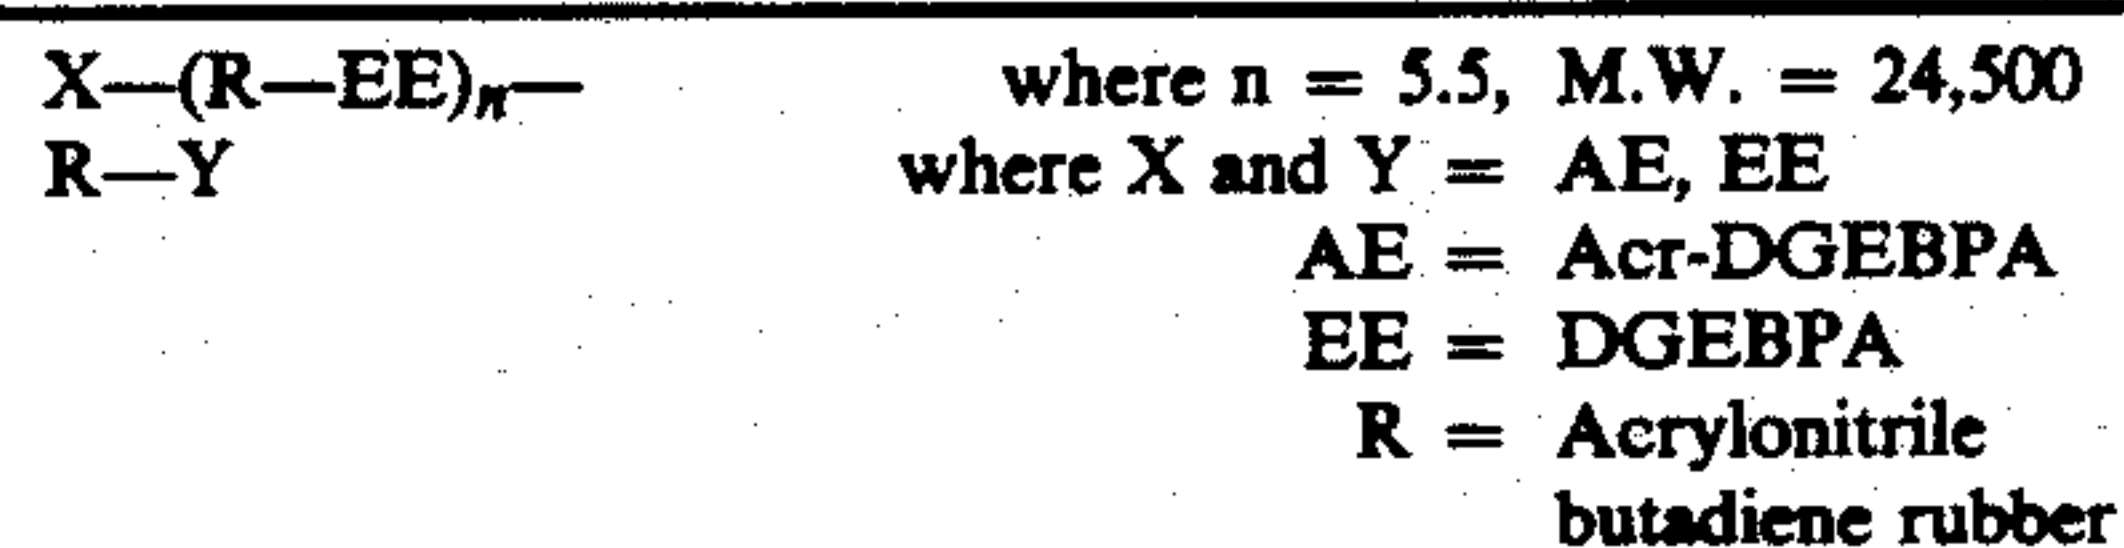 X—(R—EE)n— where n = 5.5, M.W. = 24,500
R—Y where X and Y = AE, EE
AE = Acr-DGEBPA
EE = DGEBPA
R = Acrylonitrile
butadiene rubber